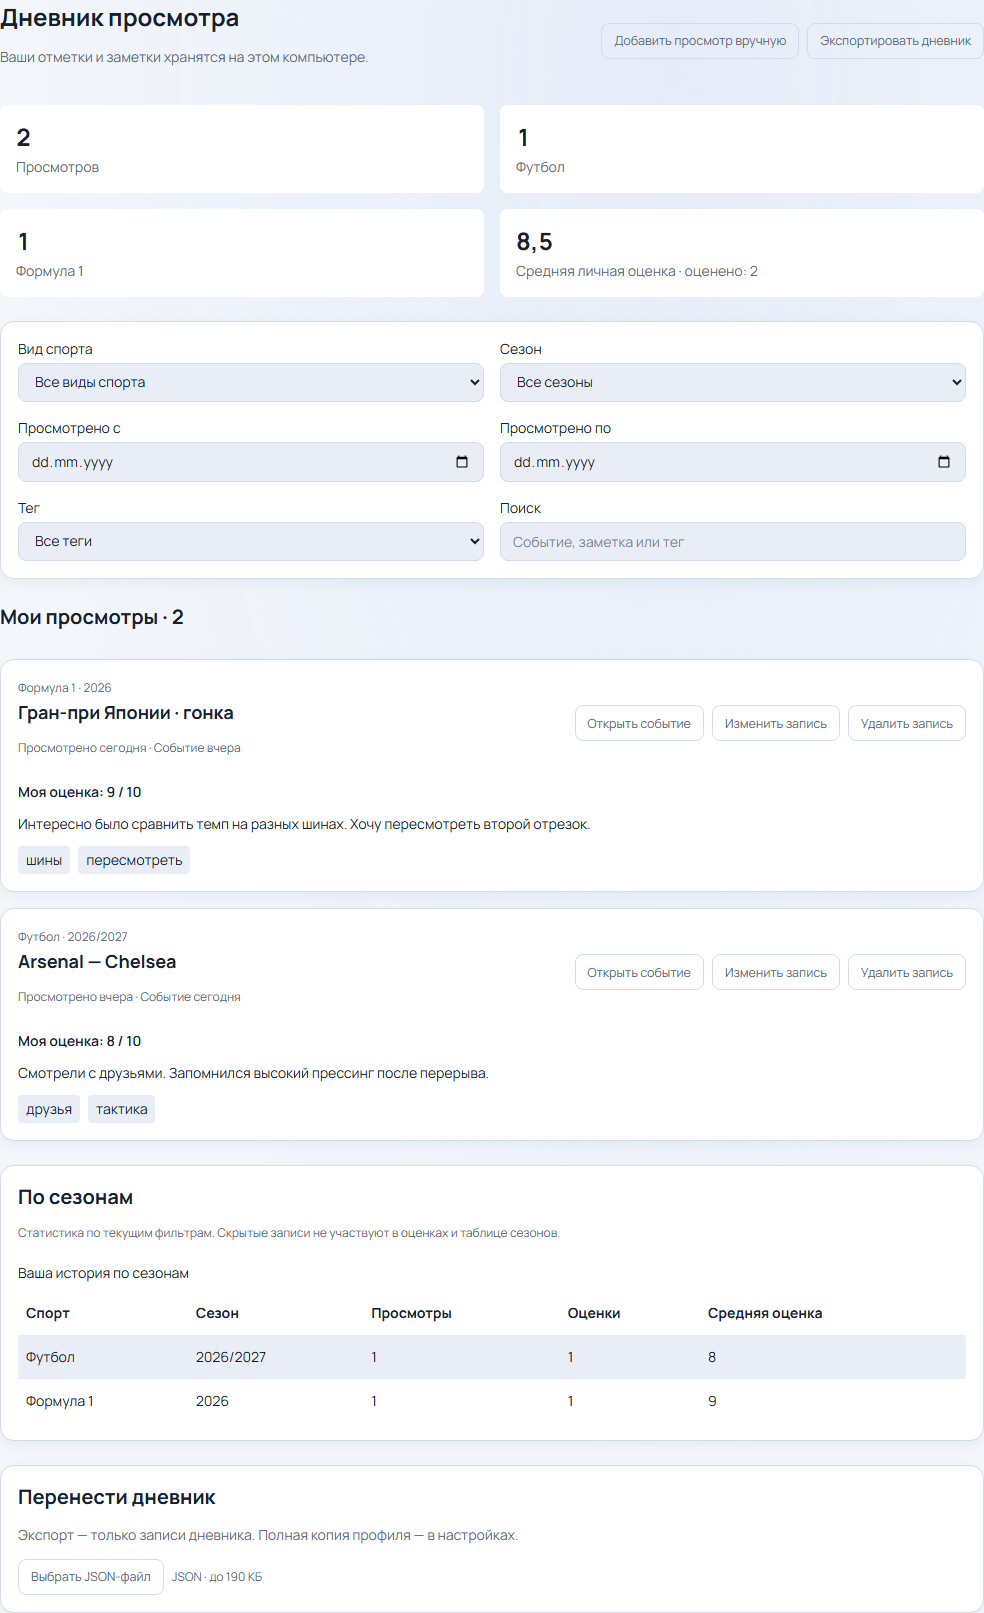 Дневник просмотра
Ваши отметки и заметки хранятся на этом компьютере.
Добавить просмотр вручную
Экспортировать дневник
2
Просмотров
1
Футбол
1
Формула 1
8,5
Средняя личная оценка · оценено: 2
Вид спорта
Все виды спорта
Сезон
Все сезоны
Просмотрено с
dd.mm.yyyy
Просмотрено по
dd.mm.yyyy
Тег
Все теги
Поиск
Событие, заметка или тег
Мои просмотры · 2
Формула 1 · 2026
Гран-при Японии · гонка
Просмотрено сегодня · Событие вчера
Открыть событие
Изменить запись
Удалить запись
Моя оценка: 9 / 10
Интересно было сравнить темп на разных шинах. Хочу пересмотреть второй отрезок.
шины
пересмотреть
Футбол · 2026/2027
Arsenal — Chelsea
Просмотрено вчера · Событие сегодня
Открыть событие
Изменить запись
Удалить запись
Моя оценка: 8 / 10
Смотрели с друзьями. Запомнился высокий прессинг после перерыва.
друзья
тактика
По сезонам
Статистика по текущим фильтрам. Скрытые записи не участвуют в оценках и таблице сезонов.
Ваша история по сезонам
Спорт Сезон Просмотры Оценки Средняя оценка
Футбол 2026/2027 1 1 8
Формула 1 2026 1 1 9
Перенести дневник
Экспорт — только записи дневника. Полная копия профиля — в настройках.
Выбрать JSON-файл
JSON · до 190 КБ